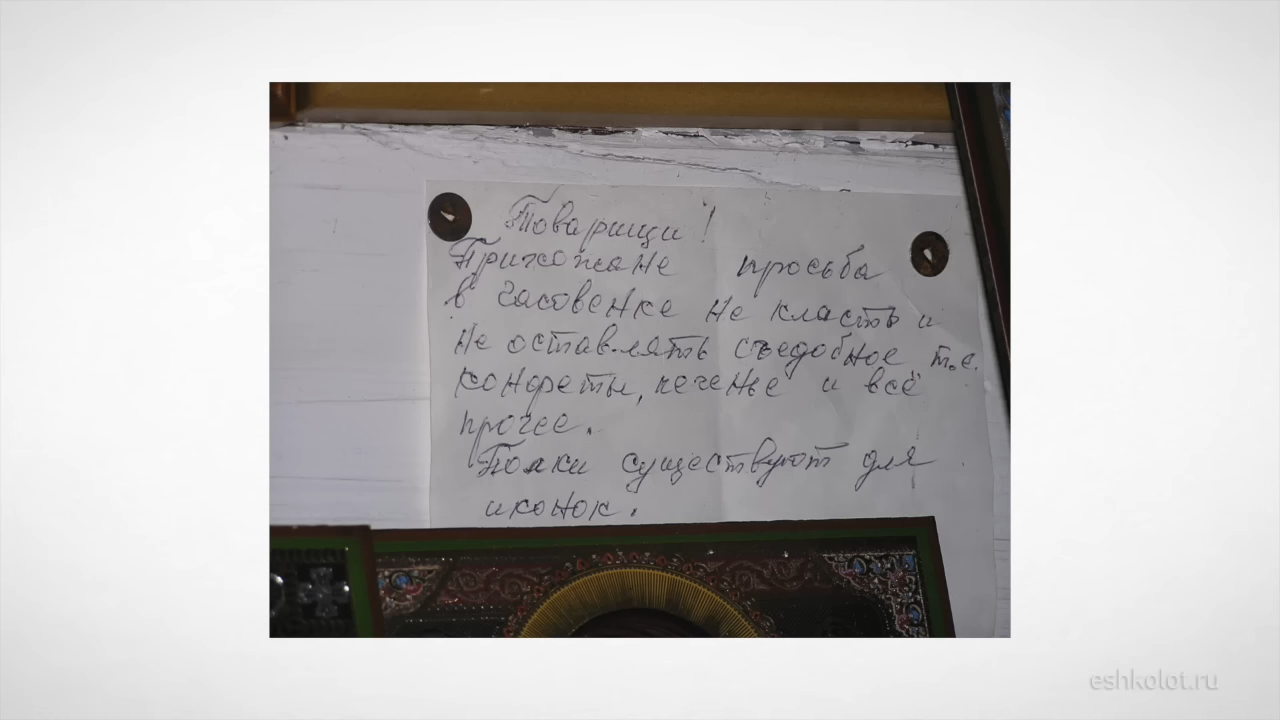 Товарищи!
Прихожане просьба
в часовенке не класть и
не оставлять съедобное, т.е.
конфеты, печенье и всё
прочее.
Полки существуют для
иконок.
eshkolot.ru